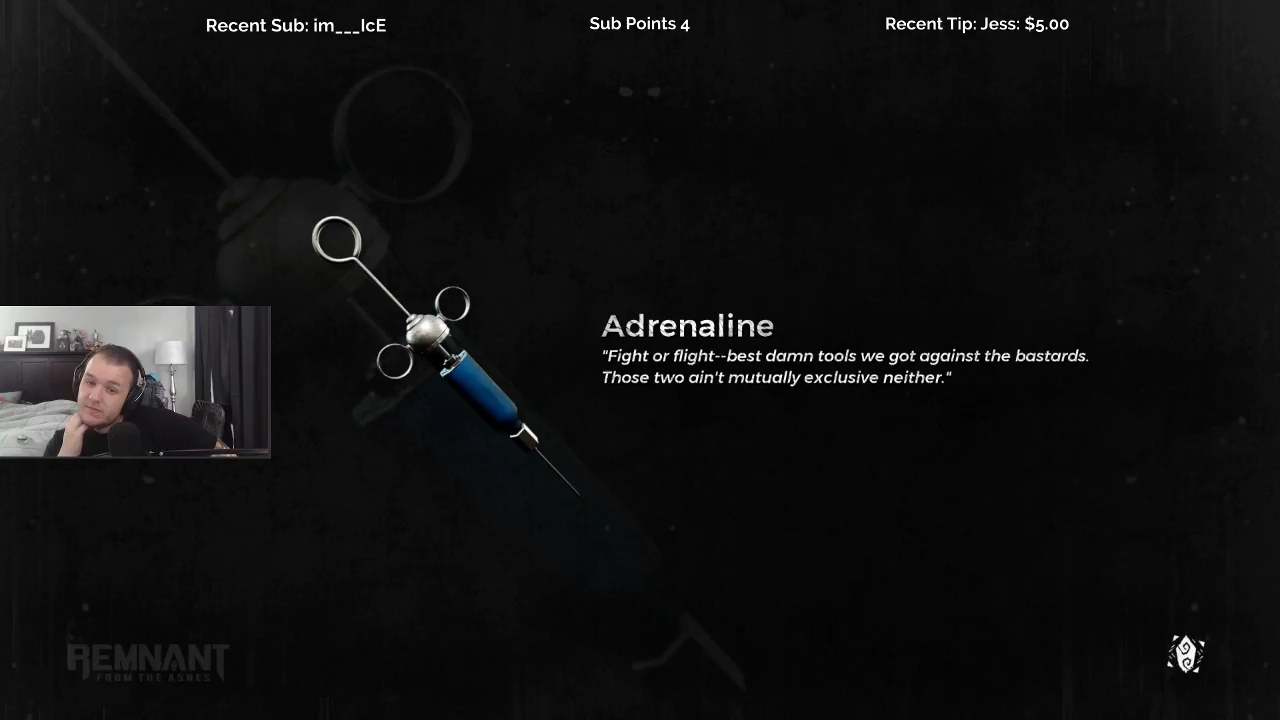 Recent Sub: im___IcE
Sub Points 4
Recent Tip: Jess: $5.00
Adrenaline
"Fight or flight--best damn tools we got against the bastards.
Those two ain't mutually exclusive neither."
REMNANT
FROM THE ASHES